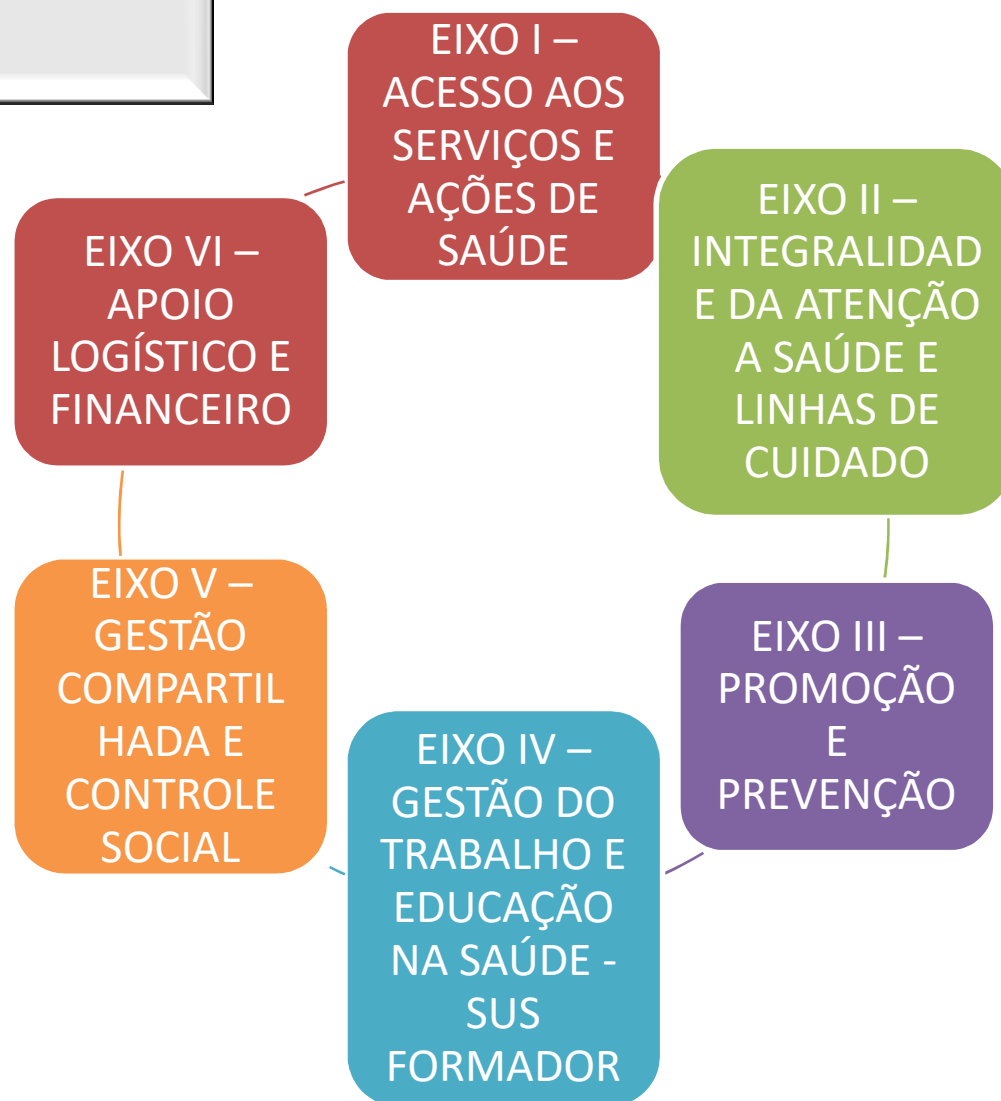 EIXO I –
ACESSO AOS
SERVIÇOS E
AÇÕES DE
SAÚDE
EIXO II –
INTEGRALIDAD
E DA ATENÇÃO
A SAÚDE E
LINHAS DE
CUIDADO
EIXO III –
PROMOÇÃO
E
PREVENÇÃO
EIXO IV –
GESTÃO DO
TRABALHO E
EDUCAÇÃO
NA SAÚDE -
SUS
FORMADOR
EIXO V –
GESTÃO
COMPARTIL
HADA E
CONTROLE
SOCIAL
EIXO VI –
APOIO
LOGÍSTICO E
FINANCEIRO